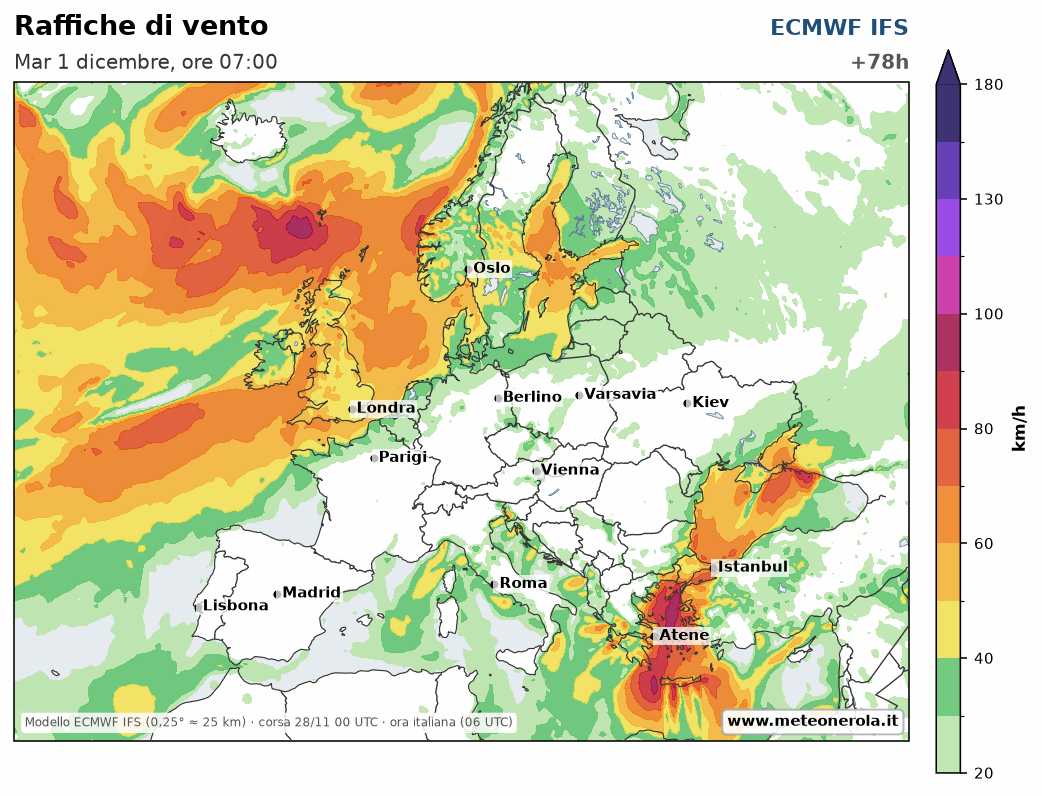 Raffiche di vento
ECMWF IFS
Mar 1 dicembre, ore 07:00
+78h
180
130
100
80
60
40
20
km/h
Oslo
Londra
Berlino
Varsavia
Kiev
Parigi
Vienna
Istanbul
Roma
Madrid
Lisbona
Atene
Modello ECMWF IFS (0,25° ≈ 25 km) · corsa 28/11 00 UTC · ora italiana (06 UTC)
www.meteonerola.it